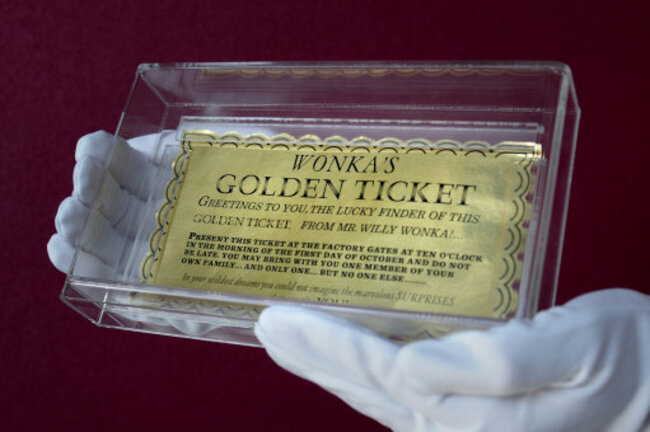 WONKA'S
GOLDEN TICKET
GREETINGS TO YOU, THE LUCKY FINDER OF THIS
GOLDEN TICKET. FROM MR. WILLY WONKA!...
PRESENT THIS TICKET AT THE FACTORY GATES AT TEN O'CLOCK
IN THE MORNING OF THE FIRST DAY OF OCTOBER AND DO NOT
BE LATE. YOU MAY BRING WITH YOU ONE MEMBER OF YOUR
OWN FAMILY... AND ONLY ONE... BUT NO ONE ELSE........
In your wildest dreams you could not imagine the marvelous SURPRISES
YOU!